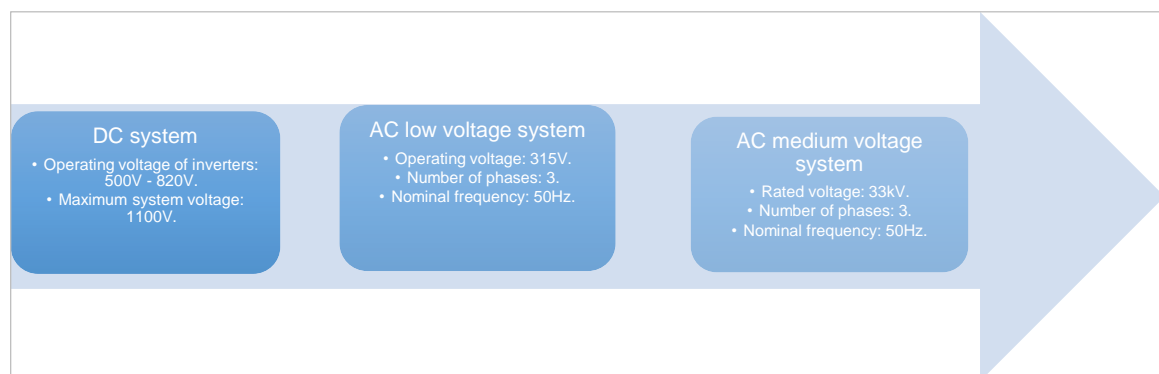 DC system
• Operating voltage of inverters:
500V - 820V.
• Maximum system voltage:
1100V.
AC low voltage system
• Operating voltage: 315V.
• Number of phases: 3.
• Nominal frequency: 50Hz.
AC medium voltage
system
• Rated voltage: 33kV.
• Number of phases: 3.
• Nominal frequency: 50Hz.